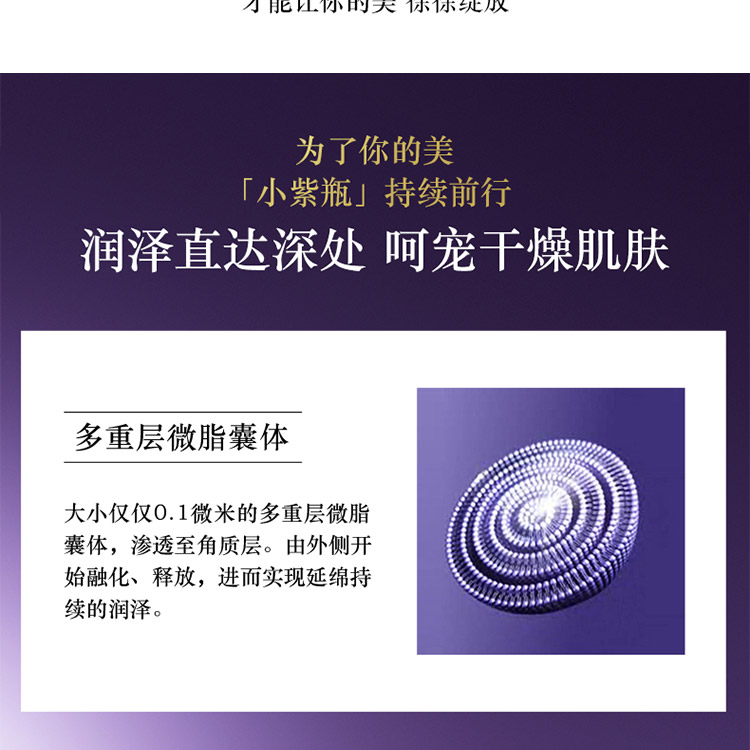 才能让你的美 徐徐绽放
为了你的美
「小紫瓶」持续前行
润泽直达深处 呵宠干燥肌肤
多重层微脂囊体
大小仅仅0.1微米的多重层微脂
囊体，渗透至角质层。由外侧开
始融化、释放，进而实现延绵持
续的润泽。